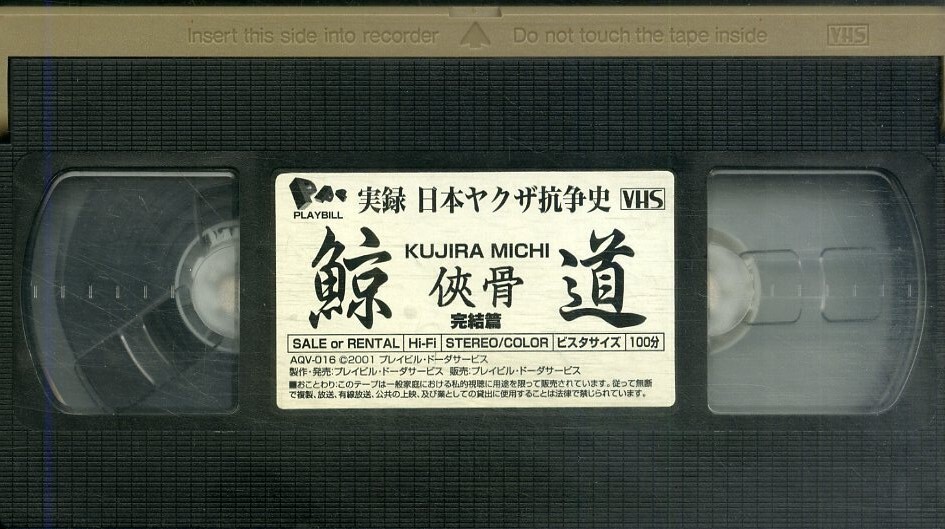 Insert this side into recorder Do not touch the tape inside VHS
PLAYBILL 実録 日本ヤクザ抗争史 VHS
鯨 KUJIRA MICHI 道
侠骨
完結篇
SALE or RENTAL Hi-Fi STEREO/COLOR ビスタサイズ 100分
AQV-016 ©2001 プレイビル・ドーダサービス
製作・発売:プレイビル・ドーダサービス 販売:プレイビル・ドーダサービス
■おことわり:このテープは一般家庭における私的視聴に用途を限って販売されています。従って無断
で複製、放送、有線放送、公共の上映、及び業としての貸出に使用することは法律で禁じられています。